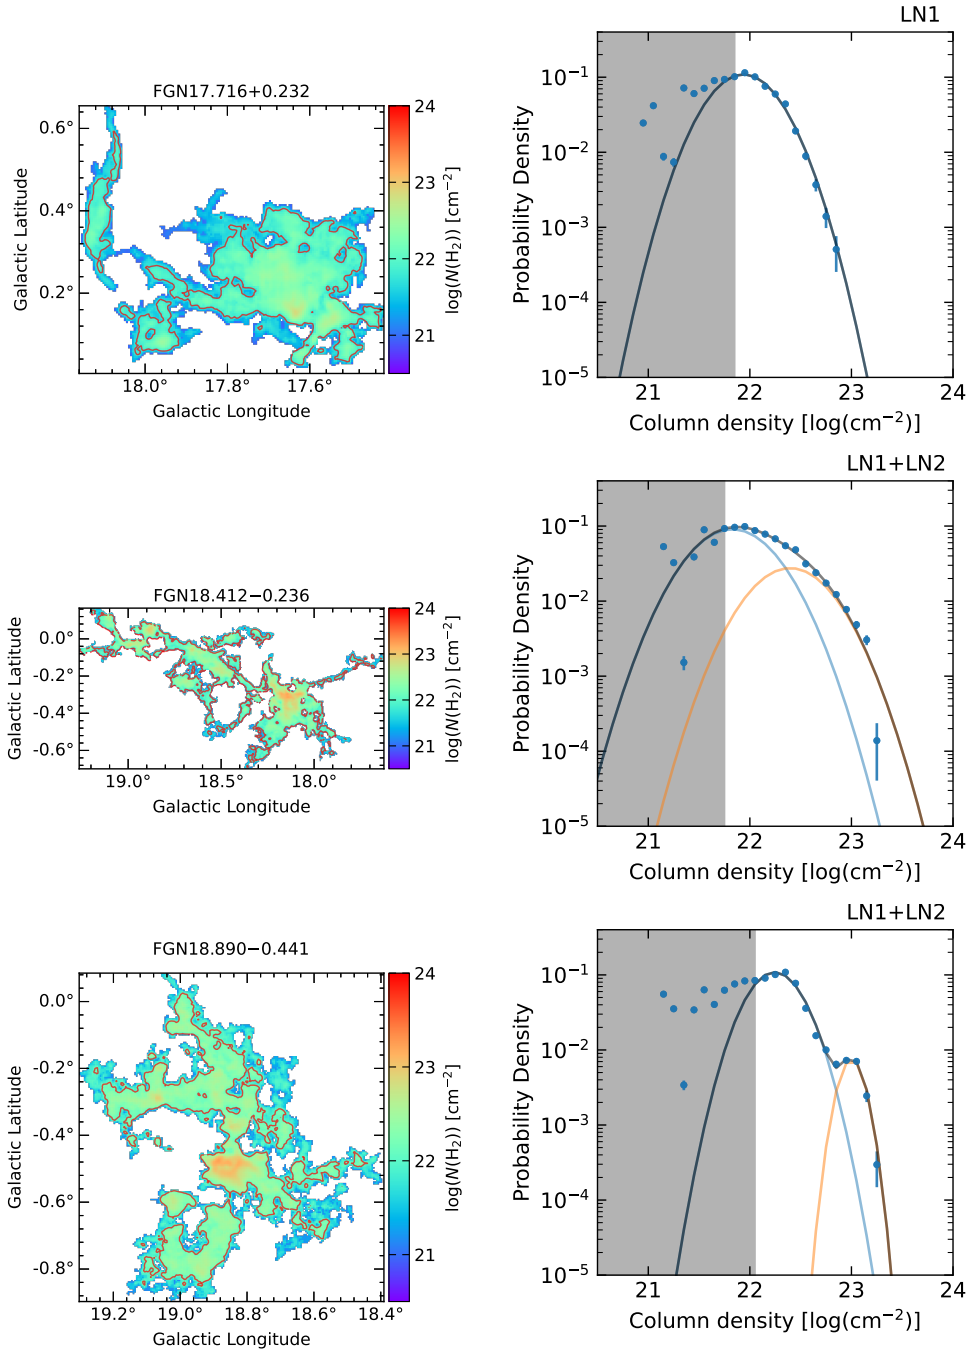 LN1
FGN17.716+0.232
0.6°
0.4°
0.2°
18.0° 17.8° 17.6°
Galactic Latitude
Galactic Longitude
24
23
22
21
log(N(H₂)) [cm⁻²]
10⁻¹
10⁻²
10⁻³
10⁻⁴
10⁻⁵
21 22 23 24
Probability Density
Column density [log(cm⁻²)]
LN1+LN2
FGN18.412−0.236
0.0°
-0.2°
-0.4°
-0.6°
19.0° 18.5° 18.0°
Galactic Latitude
Galactic Longitude
24
23
22
21
log(N(H₂)) [cm⁻²]
10⁻¹
10⁻²
10⁻³
10⁻⁴
10⁻⁵
21 22 23 24
Probability Density
Column density [log(cm⁻²)]
LN1+LN2
FGN18.890−0.441
0.0°
-0.2°
-0.4°
-0.6°
-0.8°
19.2° 19.0° 18.8° 18.6° 18.4°
Galactic Latitude
Galactic Longitude
24
23
22
21
log(N(H₂)) [cm⁻²]
10⁻¹
10⁻²
10⁻³
10⁻⁴
10⁻⁵
21 22 23 24
Probability Density
Column density [log(cm⁻²)]